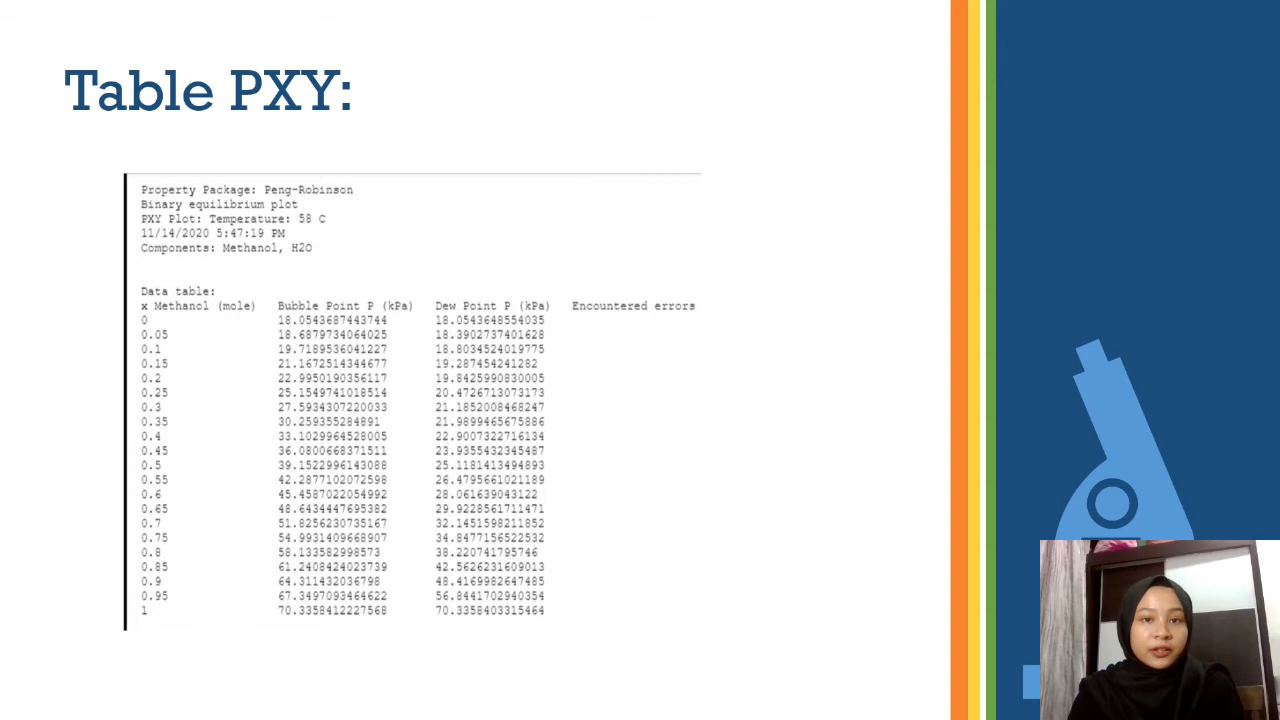 Table PXY:
Property Package: Peng-Robinson
Binary equilibrium plot
PXY Plot: Temperature: 58 C
11/14/2020 5:47:19 PM
Components: Methanol, H2O
Data table:
x Methanol (mole) Bubble Point P (kPa) Dew Point P (kPa) Encountered errors
0 18.0543687443744 18.0543648554035
0.05 18.6879734064025 18.3902737401628
0.1 19.7189536041227 18.8034524019775
0.15 21.1672514344677 19.287454241282
0.2 22.9950190356117 19.8425990830005
0.25 25.1549741018514 20.4726713073173
0.3 27.5934307220033 21.1852008468247
0.35 30.259355284891 21.9899465675886
0.4 33.1029964528005 22.9007322716134
0.45 36.0800668371511 23.9355432345487
0.5 39.1522996143088 25.1181413494893
0.55 42.2877102072598 26.4795661021189
0.6 45.4587022054992 28.061639043122
0.65 48.6434447695382 29.9228561711471
0.7 51.8256230735167 32.1451598211852
0.75 54.9931409668907 34.8477156522532
0.8 58.133582998573 38.220741795746
0.85 61.2408424023739 42.5626231609013
0.9 64.311432036798 48.4169982647485
0.95 67.3497093464622 56.8441702940354
1 70.3358412227568 70.3358403315464